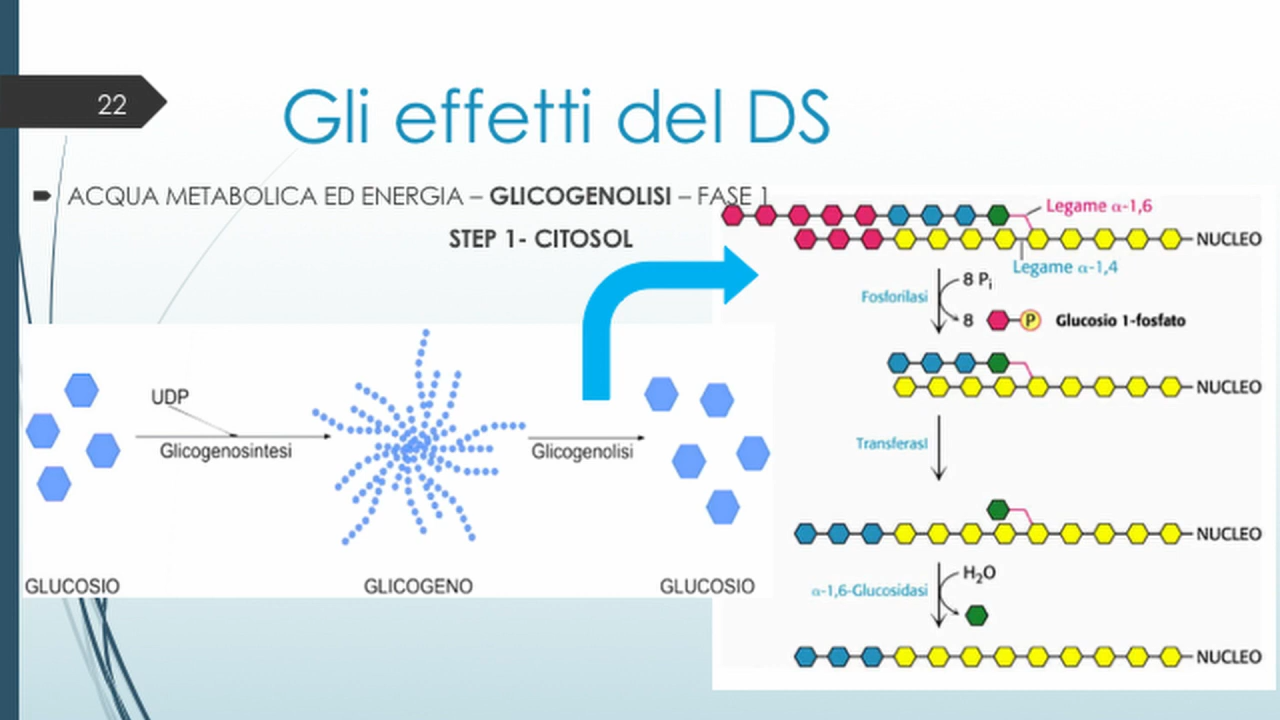 22
Gli effetti del DS
ACQUA METABOLICA ED ENERGIA – GLICOGENOLISI – FASE 1
STEP 1- CITOSOL
UDP
Glicogenosintesi
Glicogenolisi
GLUCOSIO
GLICOGENO
GLUCOSIO
Legame α-1,6
NUCLEO
Legame α-1,4
Fosforilasi
8 Pi
8
P
Glucosio 1-fosfato
NUCLEO
Transferasi
NUCLEO
H2O
α-1,6-Glucosidasi
NUCLEO